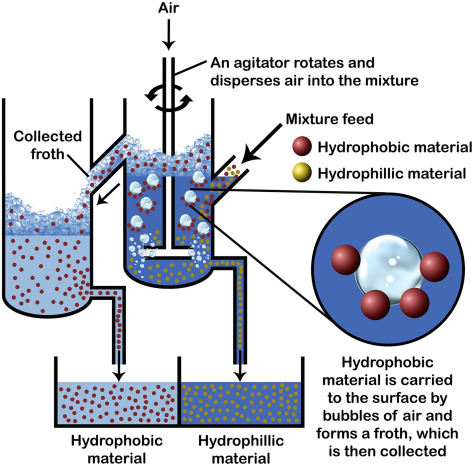 Air
An agitator rotates and
disperses air into the mixture
Mixture feed
Collected
froth
Hydrophobic material
Hydrophillic material
Hydrophobic
material is carried
to the surface by
bubbles of air and
forms a froth, which
is then collected
Hydrophobic
material
Hydrophillic
material